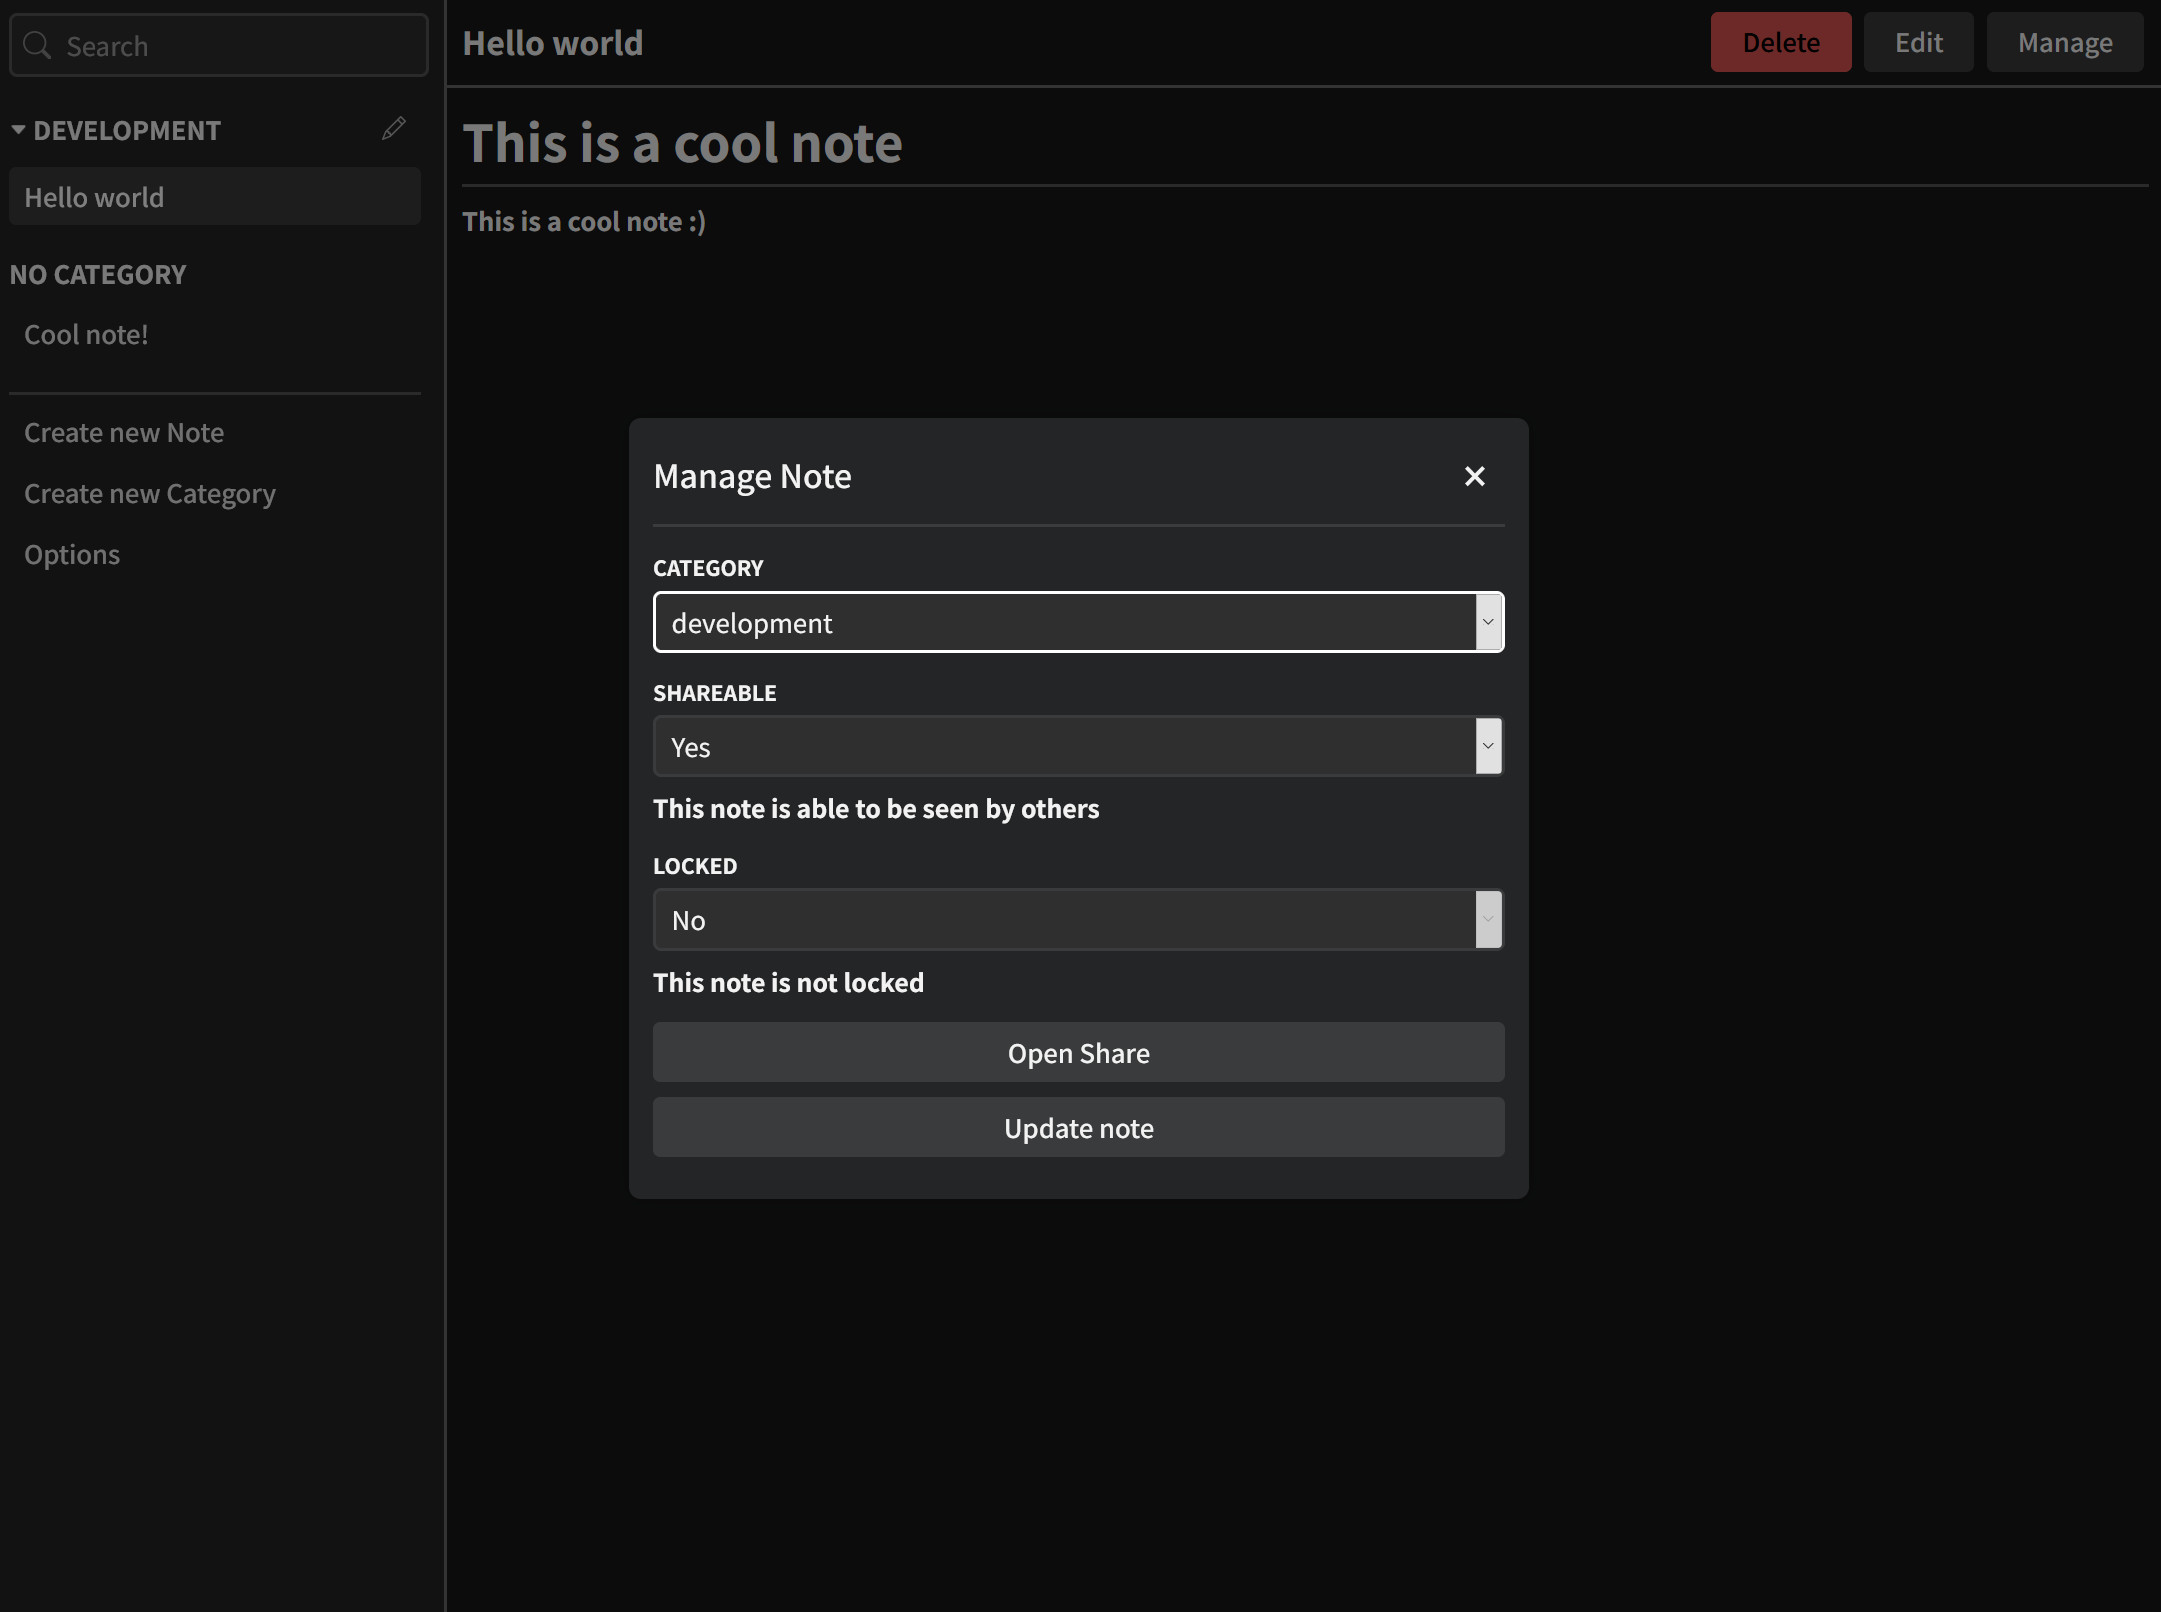 Search
DEVELOPMENT
Hello world
NO CATEGORY
Cool note!
Create new Note
Create new Category
Options
Hello world
Delete
Edit
Manage
This is a cool note
This is a cool note :)
Manage Note
CATEGORY
development
SHAREABLE
Yes
This note is able to be seen by others
LOCKED
No
This note is not locked
Open Share
Update note